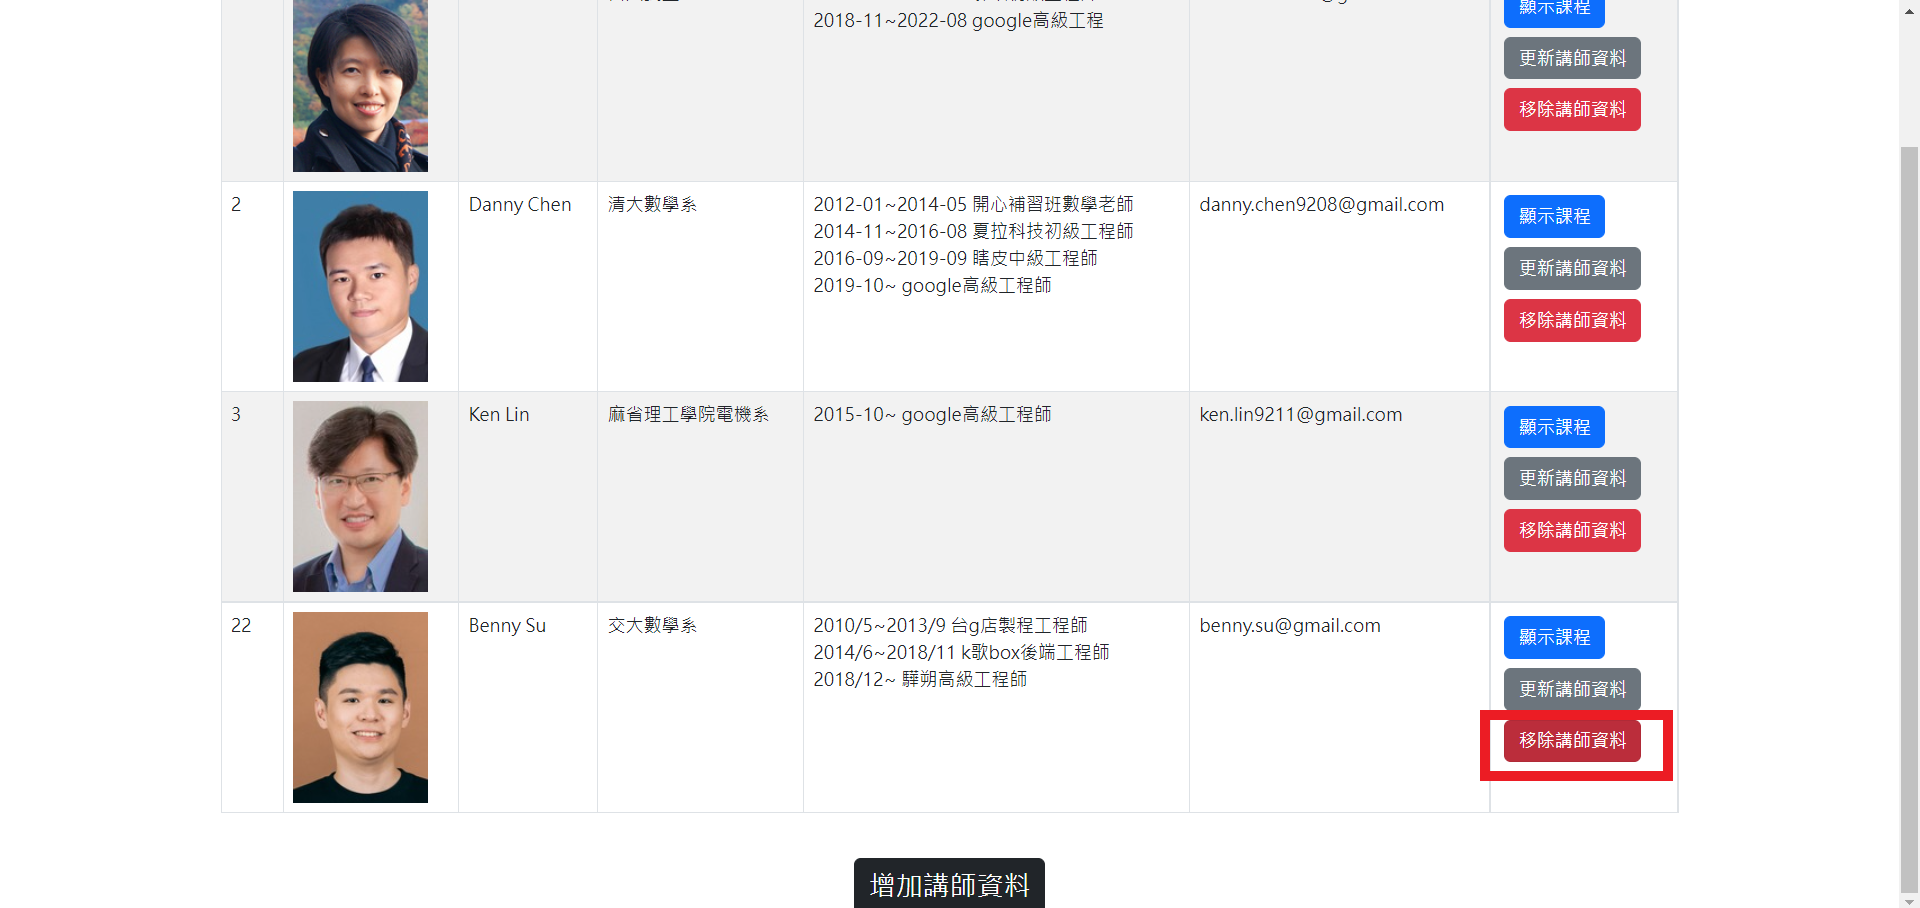 2018-11~2022-08 google高級工程
顯示課程
更新講師資料
移除講師資料
2
Danny Chen
清大數學系
2012-01~2014-05 開心補習班數學老師
2014-11~2016-08 夏拉科技初級工程師
2016-09~2019-09 瞎皮中級工程師
2019-10~ google高級工程師
danny.chen9208@gmail.com
顯示課程
更新講師資料
移除講師資料
3
Ken Lin
麻省理工學院電機系
2015-10~ google高級工程師
ken.lin9211@gmail.com
顯示課程
更新講師資料
移除講師資料
22
Benny Su
交大數學系
2010/5~2013/9 台g店製程工程師
2014/6~2018/11 k歌box後端工程師
2018/12~ 驊朔高級工程師
benny.su@gmail.com
顯示課程
更新講師資料
移除講師資料
增加講師資料